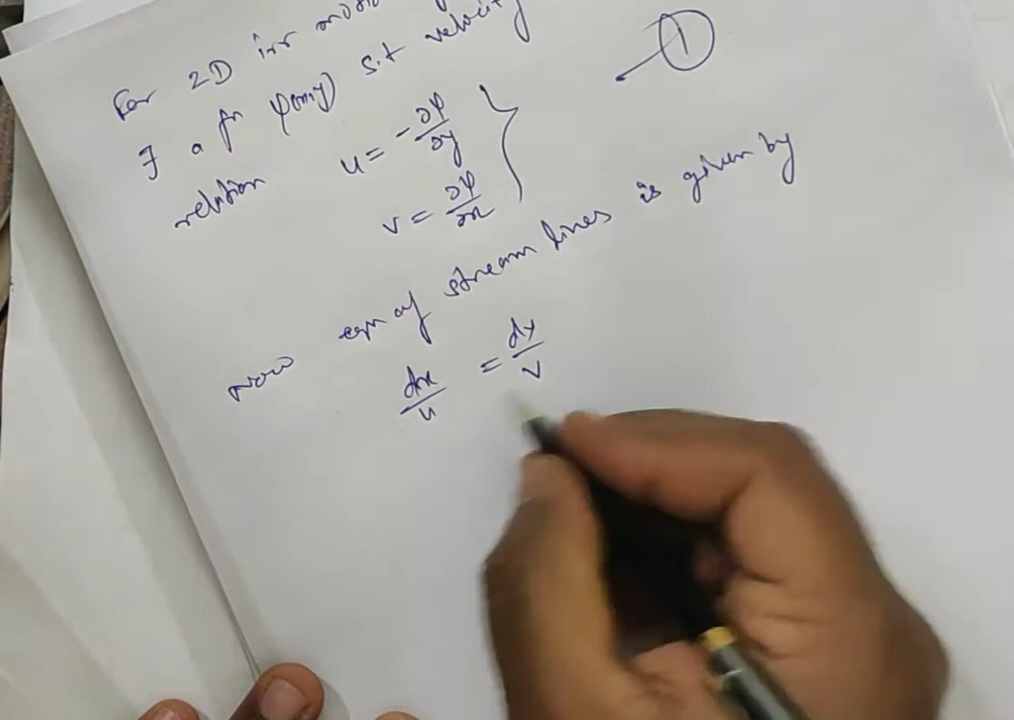 For 2D irr
∃ a fn ψ(x,y) s.t velocity
relation u = -∂ψ/∂y
v = ∂ψ/∂x
1
Now eqn of stream lines is given by
dx/u = dy/v